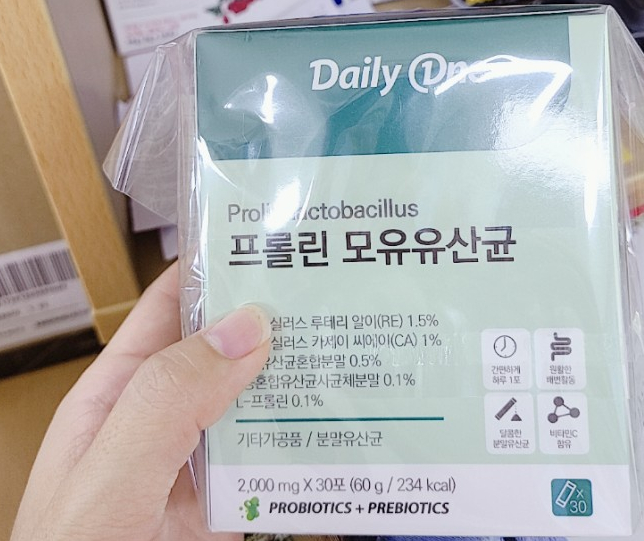 Daily One
Lactobacillus
프롤린 모유유산균
실러스 루테리 알이(RE) 1.5%
실러스 카제이 씨에이(CA) 1%
유산균혼합분말 0.5%
혼합유산균사균체분말 0.1%
L-프롤린 0.1%
기타가공품 / 분말유산균
간편하게
하루 1포
원활한
배변활동
달콤한
분말유산균
비타민C
함유
2,000 mg X 30포 (60 g / 234 kcal)
PROBIOTICS + PREBIOTICS
X
30